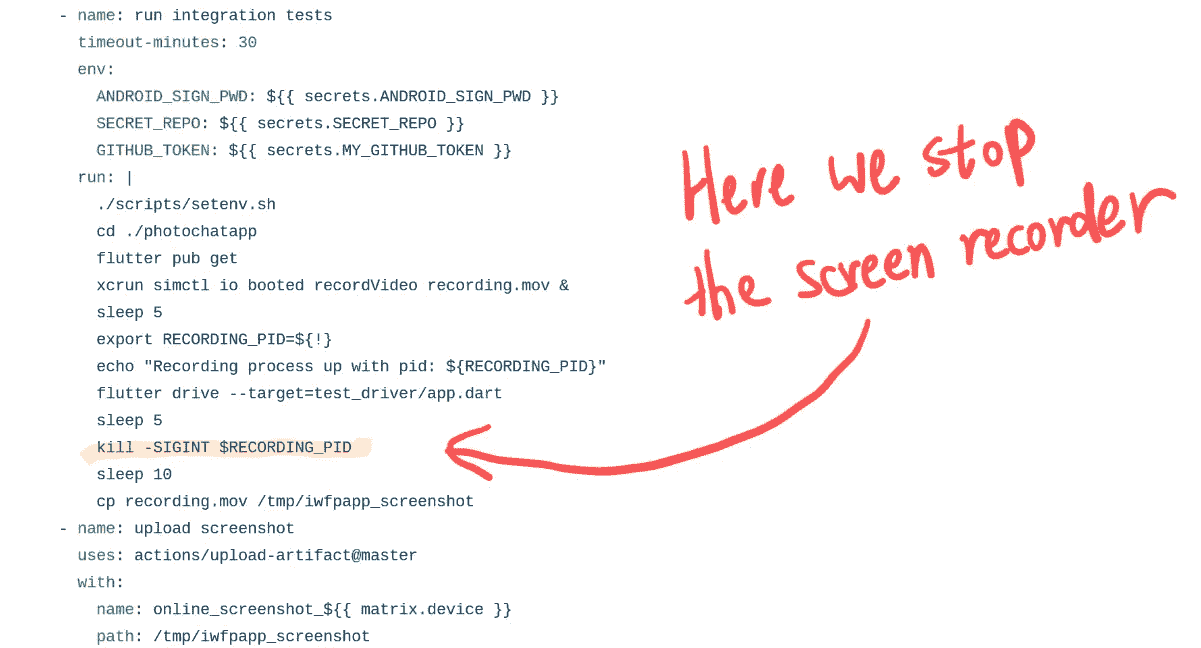 - name: run integration tests
  timeout-minutes: 30
  env:
    ANDROID_SIGN_PWD: ${{ secrets.ANDROID_SIGN_PWD }}
    SECRET_REPO: ${{ secrets.SECRET_REPO }}
    GITHUB_TOKEN: ${{ secrets.MY_GITHUB_TOKEN }}
  run: |
    ./scripts/setenv.sh
    cd ./photochatapp
    flutter pub get
    xcrun simctl io booted recordVideo recording.mov &
    sleep 5
    export RECORDING_PID=${!}
    echo "Recording process up with pid: ${RECORDING_PID}"
    flutter drive --target=test_driver/app.dart
    sleep 5
    kill -SIGINT $RECORDING_PID
    sleep 10
    cp recording.mov /tmp/iwfpapp_screenshot
- name: upload screenshot
  uses: actions/upload-artifact@master
  with:
    name: online_screenshot_${{ matrix.device }}
    path: /tmp/iwfpapp_screenshot
Here we stop
the screen recorder